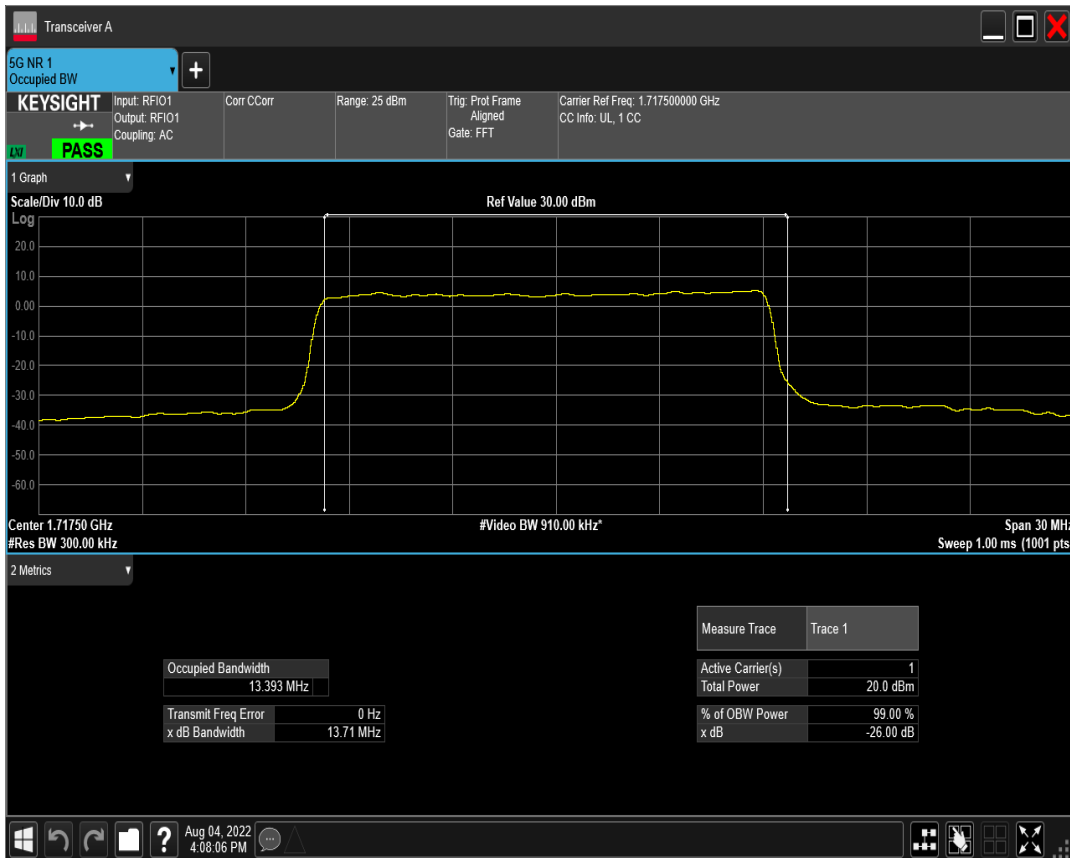 Transceiver A
5G NR 1
Occupied BW
KEYSIGHT
LXI
PASS
Input: RFIO1
Output: RFIO1
Coupling: AC
Corr CCorr
Range: 25 dBm
Trig: Prot Frame
Aligned
Gate: FFT
Carrier Ref Freq: 1.717500000 GHz
CC Info: UL, 1 CC
1 Graph
Scale/Div 10.0 dB
Ref Value 30.00 dBm
Log
20.0
10.0
0.00
-10.0
-20.0
-30.0
-40.0
-50.0
-60.0
Center 1.71750 GHz
#Video BW 910.00 kHz*
Span 30 MHz
#Res BW 300.00 kHz
Sweep 1.00 ms (1001 pts
2 Metrics
Measure Trace Trace 1
Occupied Bandwidth
13.393 MHz
Active Carrier(s) 1
Total Power 20.0 dBm
Transmit Freq Error 0 Hz
x dB Bandwidth 13.71 MHz
% of OBW Power 99.00 %
x dB -26.00 dB
?
Aug 04, 2022
4:08:06 PM